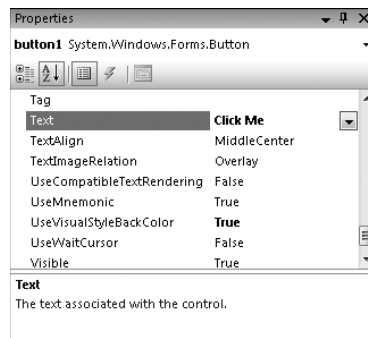 Properties
button1 System.Windows.Forms.Button
Tag
Text Click Me
TextAlign MiddleCenter
TextImageRelation Overlay
UseCompatibleTextRendering False
UseMnemonic True
UseVisualStyleBackColor True
UseWaitCursor False
Visible True
Text
The text associated with the control.